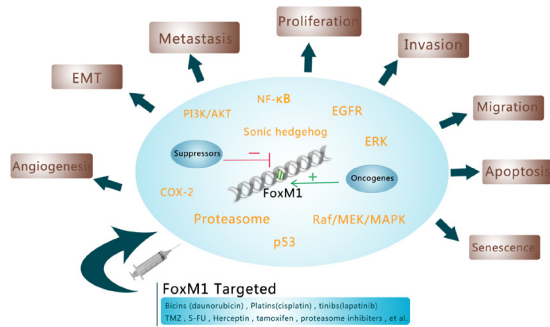 Proliferation
Metastasis
Invasion
EMT
Migration
Angiogenesis
Apoptosis
Senescence
NF-κB
PI3K/AKT
EGFR
Sonic hedgehog
ERK
Suppressors
−
FoxM1
+
Oncogenes
COX-2
Proteasome
Raf/MEK/MAPK
p53
FoxM1 Targeted
Bicins (daunorubicin) , Platins(cisplatin) , tinibs(lapatinib)
TMZ , 5-FU , Herceptin , tamoxifen , proteasome inhibiters , et al.